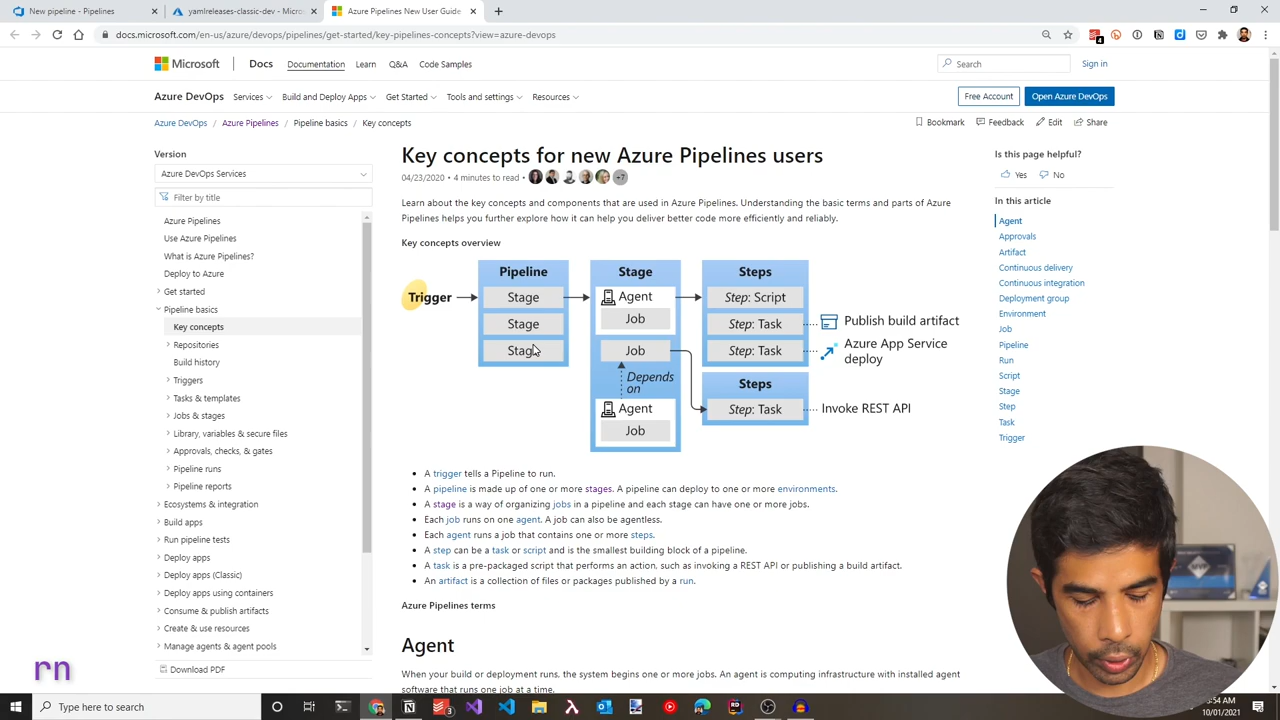 New pipeline - Pipelines
yamlreleases-classic-dev - Micros
Azure Pipelines New User Guide
docs.microsoft.com/en-us/azure/devops/pipelines/get-started/key-pipelines-concepts?view=azure-devops
Microsoft
Docs
Documentation
Learn
Q&A
Code Samples
Search
Sign in
Azure DevOps
Services
Build and Deploy Apps
Get Started
Tools and settings
Resources
Free Account
Open Azure DevOps
Azure DevOps / Azure Pipelines / Pipeline basics / Key concepts
Bookmark
Feedback
Edit
Share
Version
Azure DevOps Services
Filter by title
Azure Pipelines
Use Azure Pipelines
What is Azure Pipelines?
Deploy to Azure
Get started
Pipeline basics
Key concepts
Repositories
Build history
Triggers
Tasks & templates
Jobs & stages
Library, variables & secure files
Approvals, checks, & gates
Pipeline runs
Pipeline reports
Ecosystems & integration
Build apps
Run pipeline tests
Deploy apps
Deploy apps (Classic)
Deploy apps using containers
Consume & publish artifacts
Create & use resources
Manage agents & agent pools
Download PDF
Key concepts for new Azure Pipelines users
04/23/2020 • 4 minutes to read • +7
Learn about the key concepts and components that are used in Azure Pipelines. Understanding the basic terms and parts of Azure
Pipelines helps you further explore how it can help you deliver better code more efficiently and reliably.
Key concepts overview
Trigger
Pipeline
Stage
Stage
Stage
Stage
Agent
Job
Job
Depends
on
Agent
Job
Steps
Step: Script
Step: Task
Step: Task
Publish build artifact
Azure App Service
deploy
Steps
Step: Task
Invoke REST API
• A trigger tells a Pipeline to run.
• A pipeline is made up of one or more stages. A pipeline can deploy to one or more environments.
• A stage is a way of organizing jobs in a pipeline and each stage can have one or more jobs.
• Each job runs on one agent. A job can also be agentless.
• Each agent runs a job that contains one or more steps.
• A step can be a task or script and is the smallest building block of a pipeline.
• A task is a pre-packaged script that performs an action, such as invoking a REST API or publishing a build artifact.
• An artifact is a collection of files or packages published by a run.
Azure Pipelines terms
Agent
When your build or deployment runs, the system begins one or more jobs. An agent is computing infrastructure with installed agent
software that runs one job at a time.
Is this page helpful?
Yes
No
In this article
Agent
Approvals
Artifact
Continuous delivery
Continuous integration
Deployment group
Environment
Job
Pipeline
Run
Script
Stage
Step
Task
Trigger
rn
Type here to search
3
:54 AM
10/01/2021